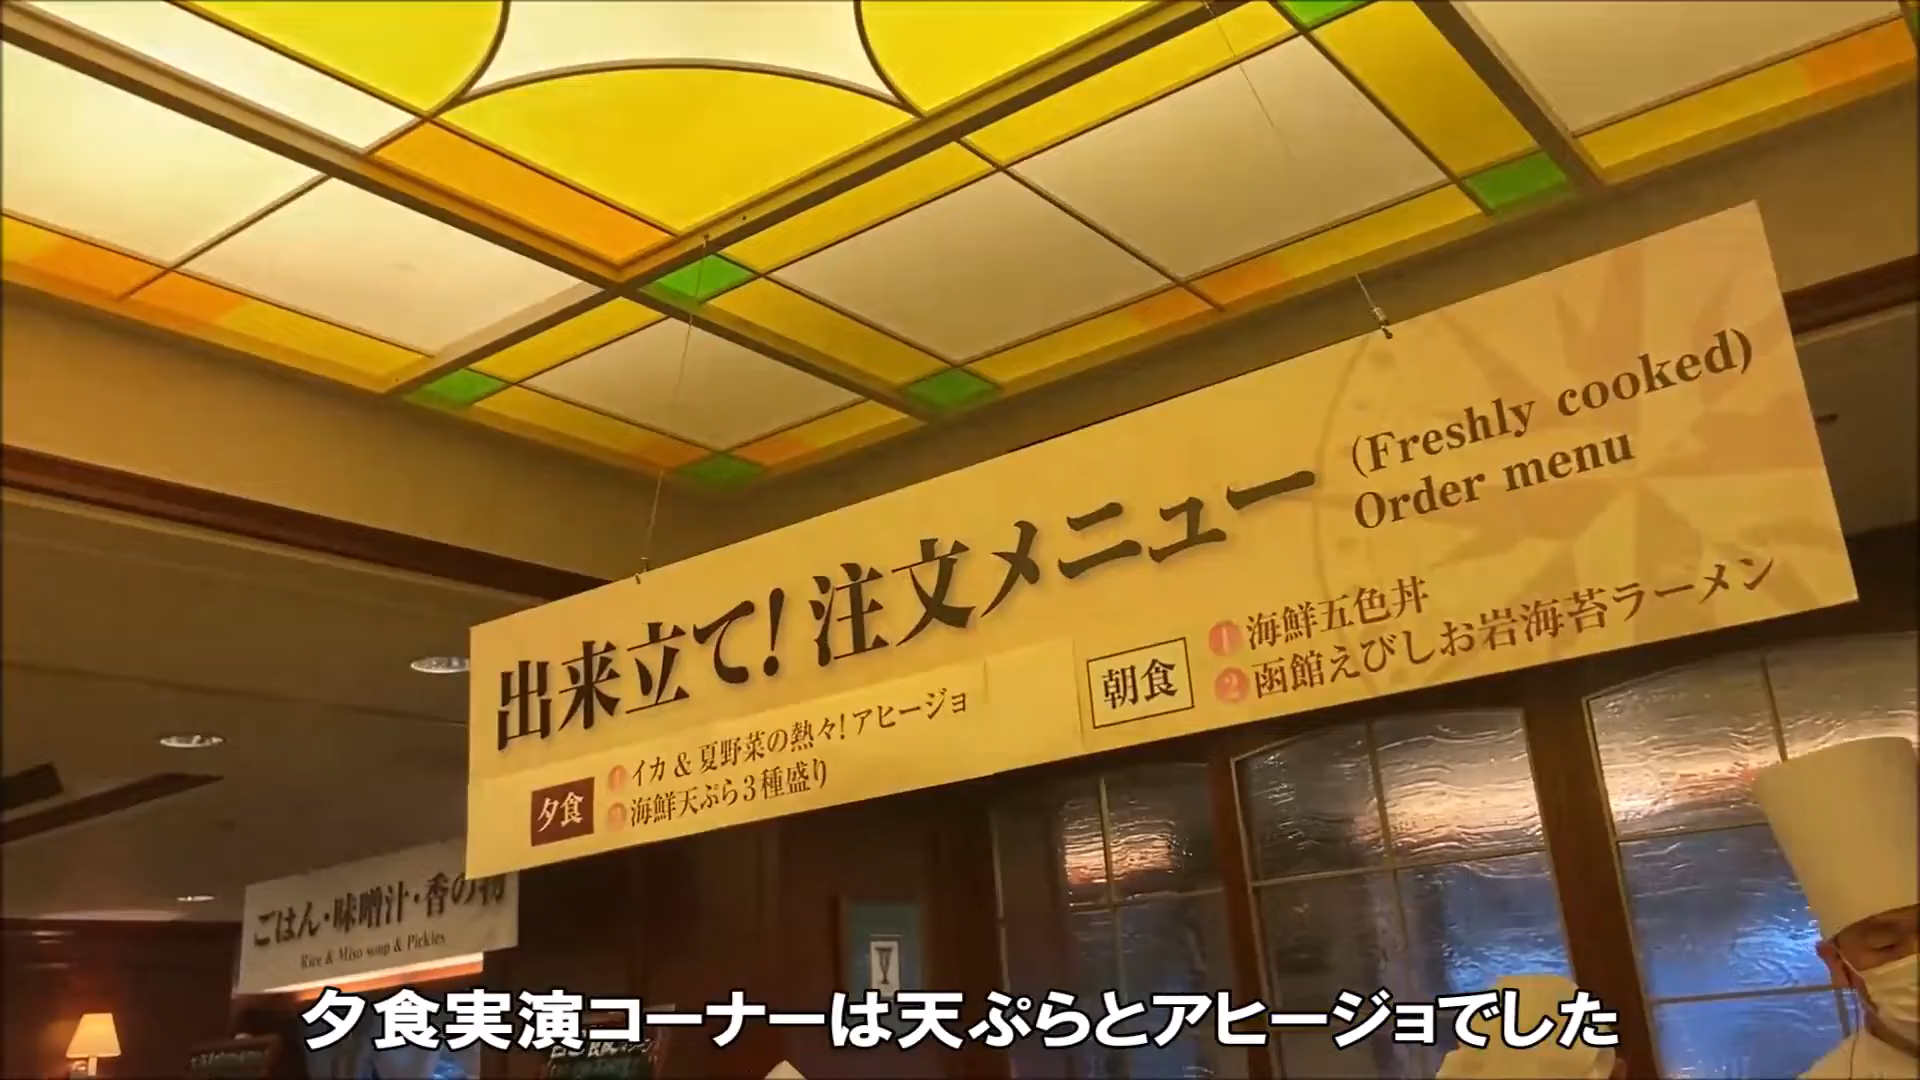 出来立て!注文メニュー
(Freshly cooked)
Order menu
夕食
1 イカ & 夏野菜の熱々!アヒージョ
2 海鮮天ぷら3種盛り
朝食
1 海鮮五色丼
2 函館えびしお岩海苔ラーメン
ごはん・味噌汁・香の物
Rice & Miso soup & Pickles
夕食実演コーナーは天ぷらとアヒージョでした